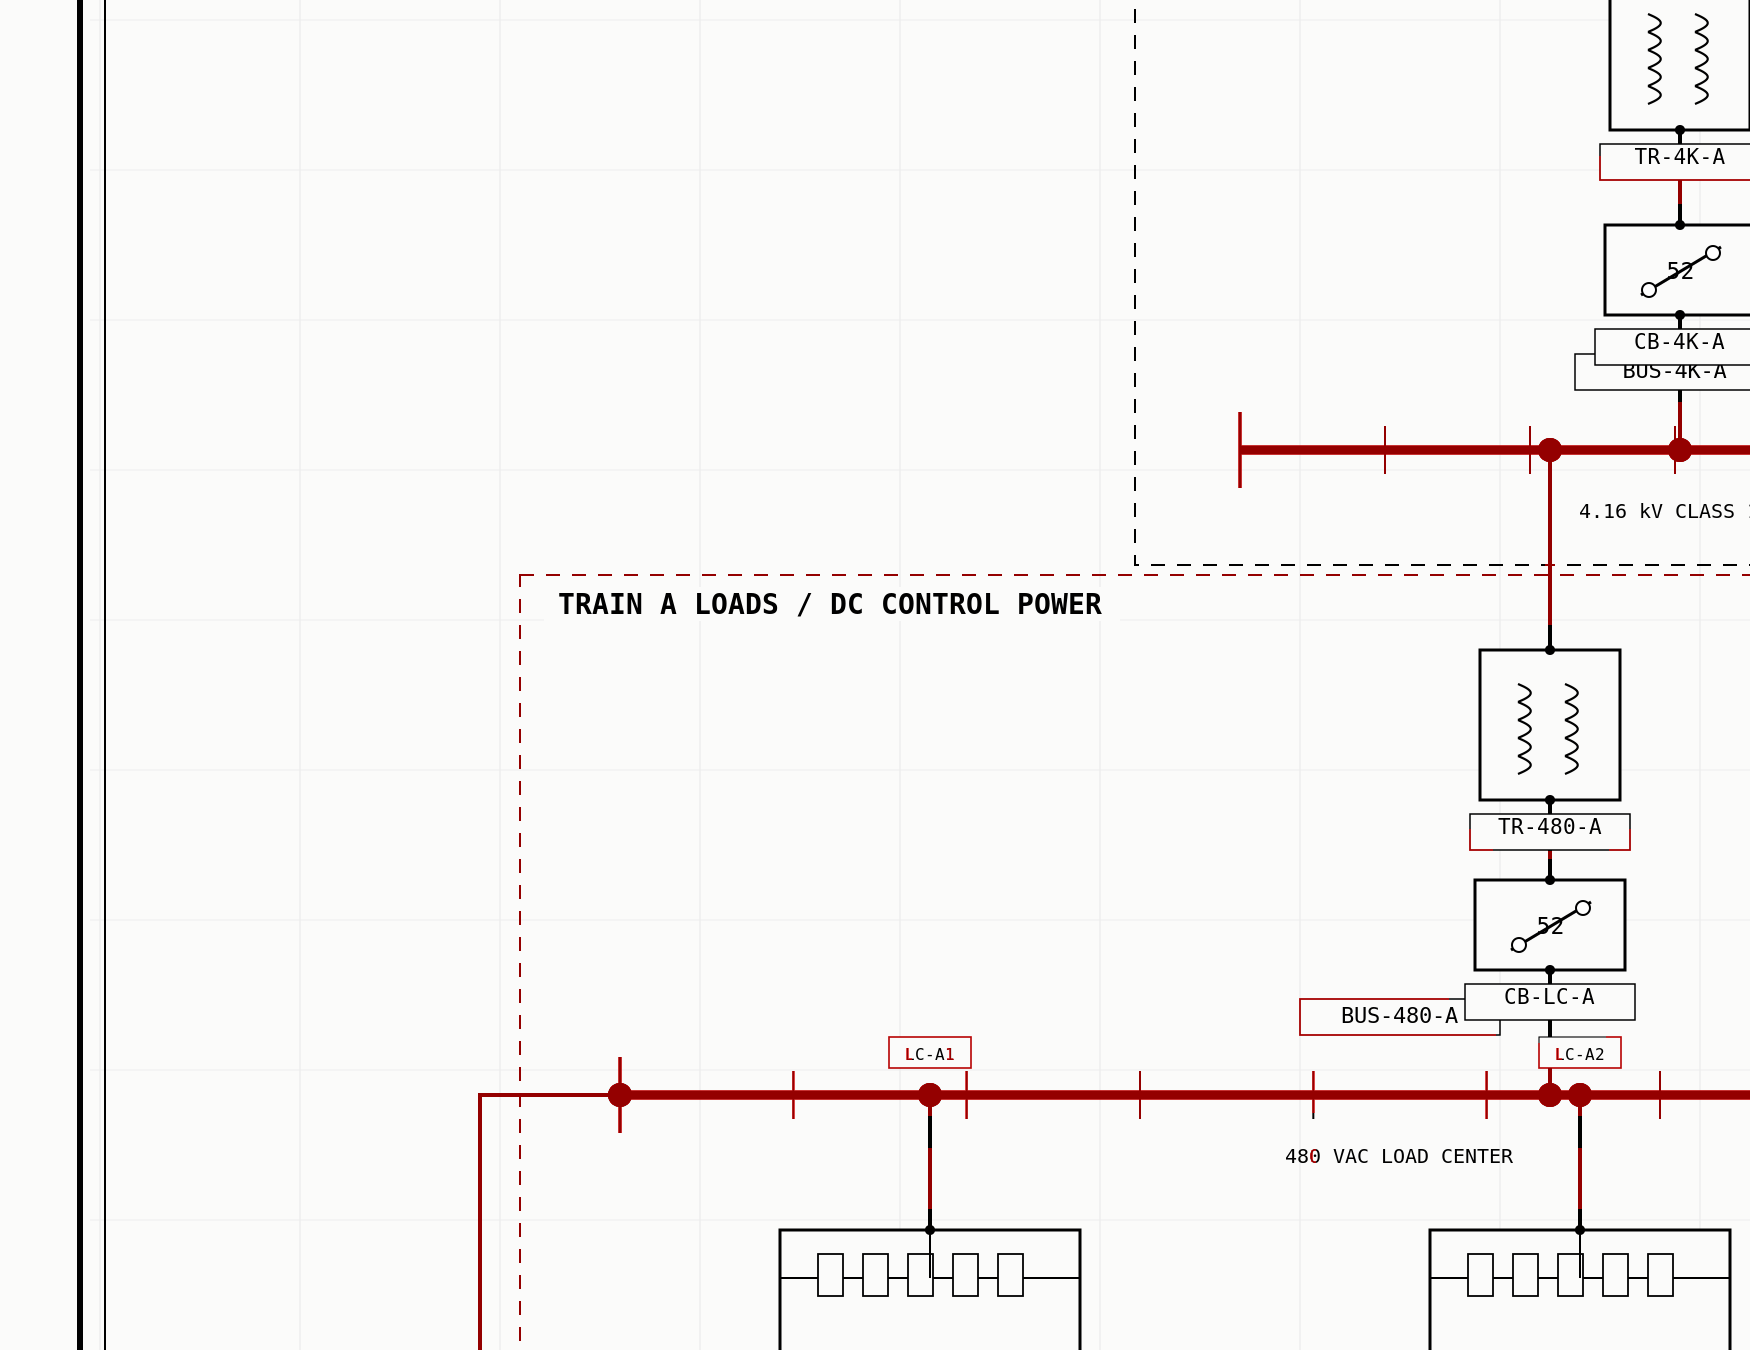 TR-4K-A
52
CB-4K-A
BUS-4K-A
4.16 kV CLASS
TRAIN A LOADS / DC CONTROL POWER
TR-480-A
52
CB-LC-A
BUS-480-A
LC-A1
LC-A2
480 VAC LOAD CENTER